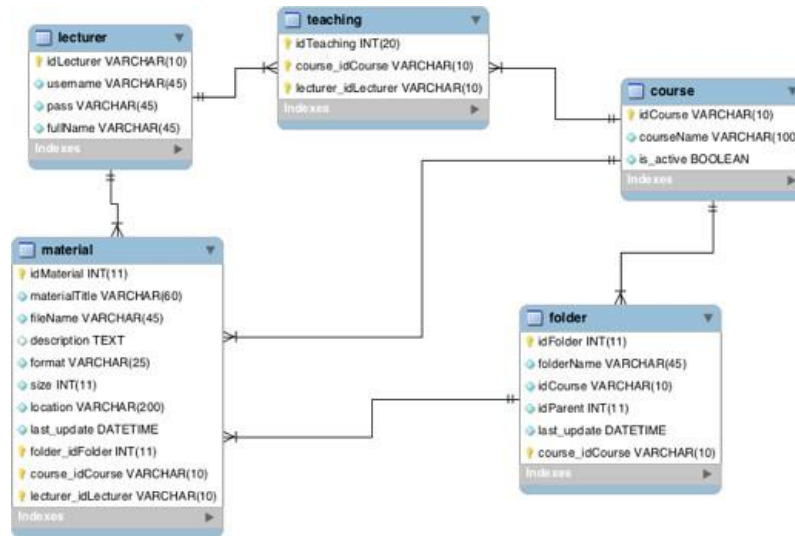 lecturer
idLecturer VARCHAR(10)
username VARCHAR(45)
pass VARCHAR(45)
fullName VARCHAR(45)
Indexes
teaching
idTeaching INT(20)
course_idCourse VARCHAR(10)
lecturer_idLecturer VARCHAR(10)
Indexes
course
idCourse VARCHAR(10)
courseName VARCHAR(100
is_active BOOLEAN
Indexes
material
idMaterial INT(11)
materialTitle VARCHAR(60)
fileName VARCHAR(45)
description TEXT
format VARCHAR(25)
size INT(11)
location VARCHAR(200)
last_update DATETIME
folder_idFolder INT(11)
course_idCourse VARCHAR(10)
lecturer_idLecturer VARCHAR(10)
Indexes
folder
idFolder INT(11)
folderName VARCHAR(45)
idCourse VARCHAR(10)
idParent INT(11)
last_update DATETIME
course_idCourse VARCHAR(10)
Indexes